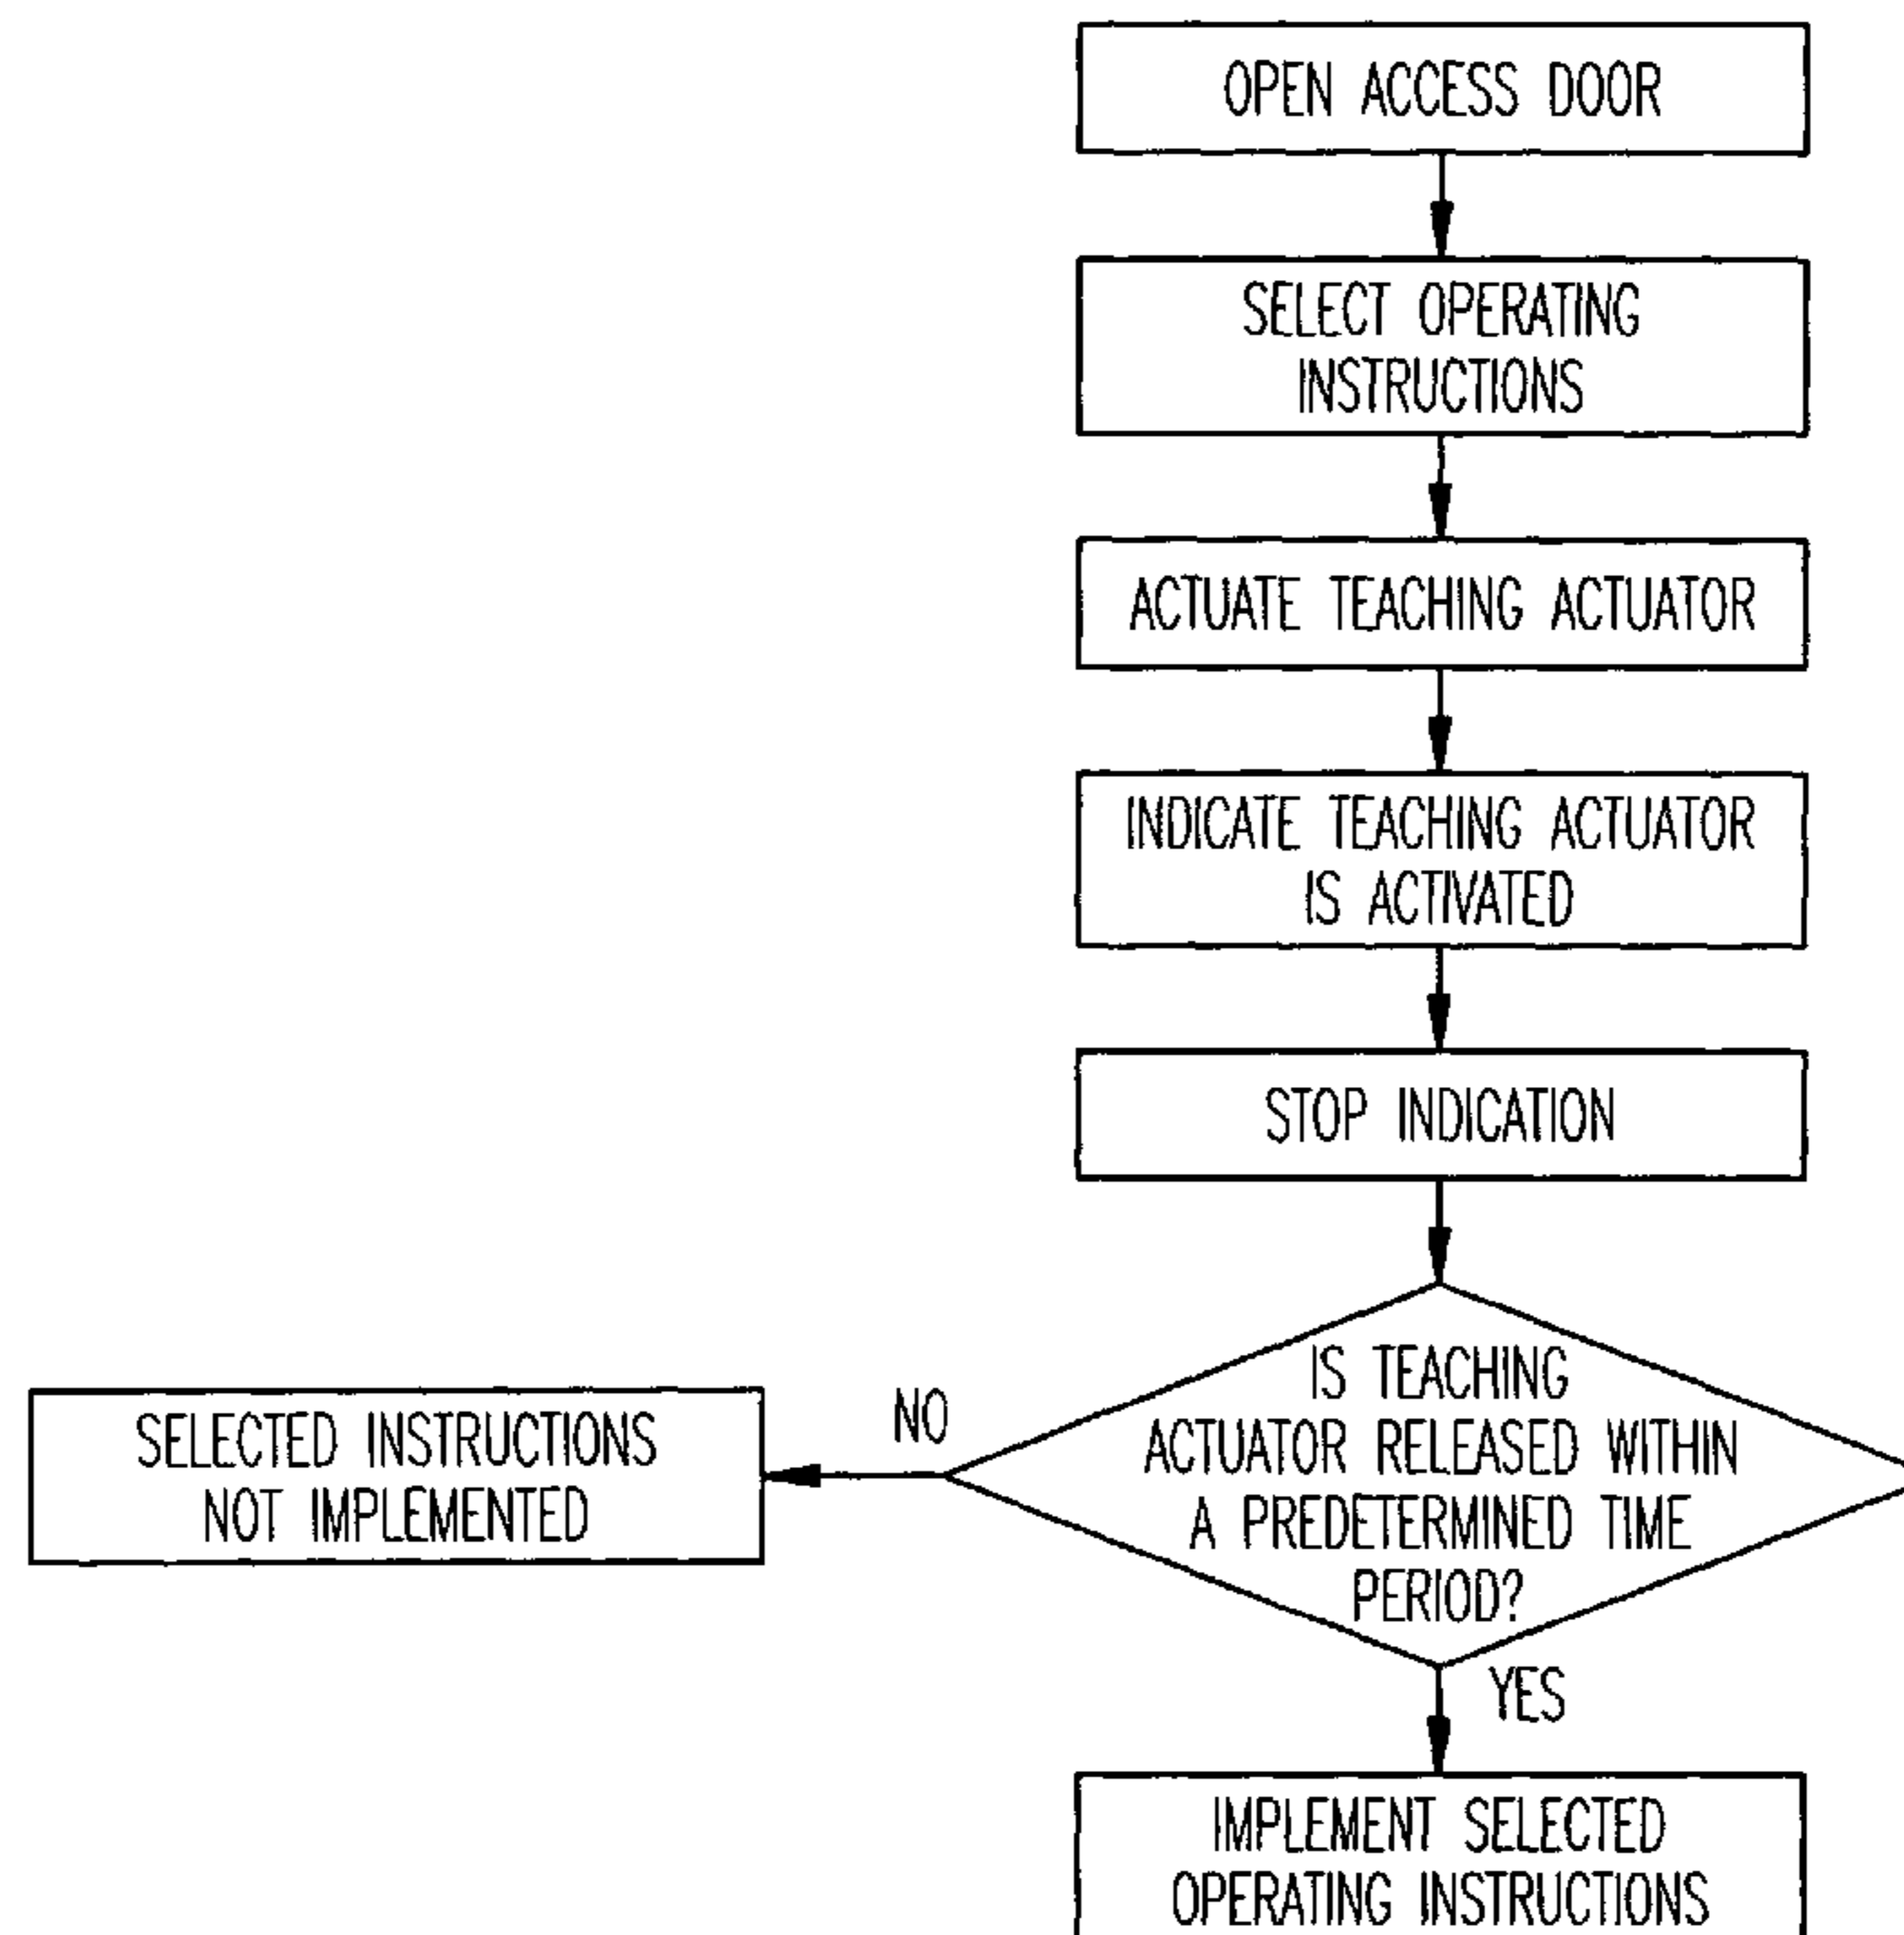 OPEN ACCESS DOOR
SELECT OPERATING
INSTRUCTIONS
ACTUATE TEACHING ACTUATOR
INDICATE TEACHING ACTUATOR
IS ACTIVATED
STOP INDICATION
IS TEACHING
ACTUATOR RELEASED WITHIN
A PREDETERMINED TIME
PERIOD?
NO
SELECTED INSTRUCTIONS
NOT IMPLEMENTED
YES
IMPLEMENT SELECTED
OPERATING INSTRUCTIONS